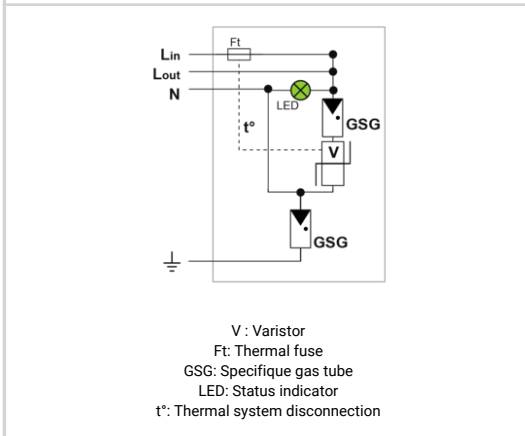 Ft
Lin
Lout
N
LED
GSG
t°
V
GSG
V : Varistor
Ft: Thermal fuse
GSG: Specifique gas tube
LED: Status indicator
t°: Thermal system disconnection